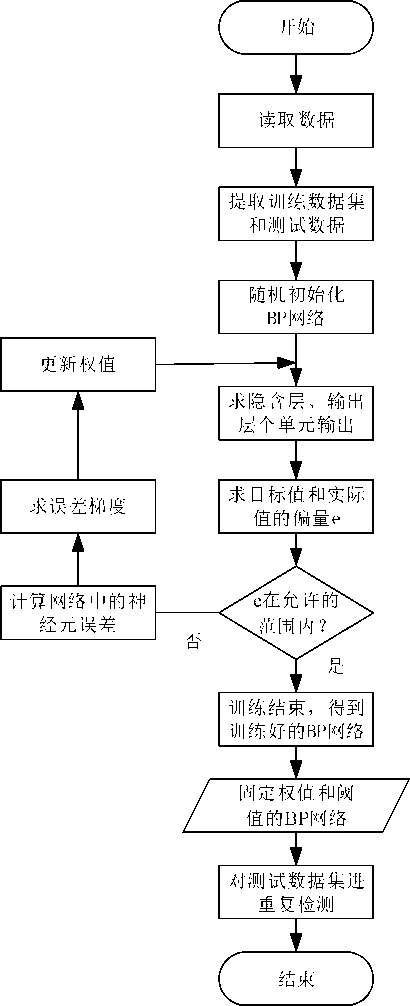 开始
读取数据
提取训练数据集
和测试数据
随机初始化
BP网络
更新权值
求隐含层、输出
层个单元输出
求误差梯度
求目标值和实际
值的偏量e
计算网络中的神
经元误差
e在允许的
范围内?
否
是
训练结束，得到
训练好的BP网络
固定权值和阈
值的BP网络
对测试数据集进
重复检测
结束